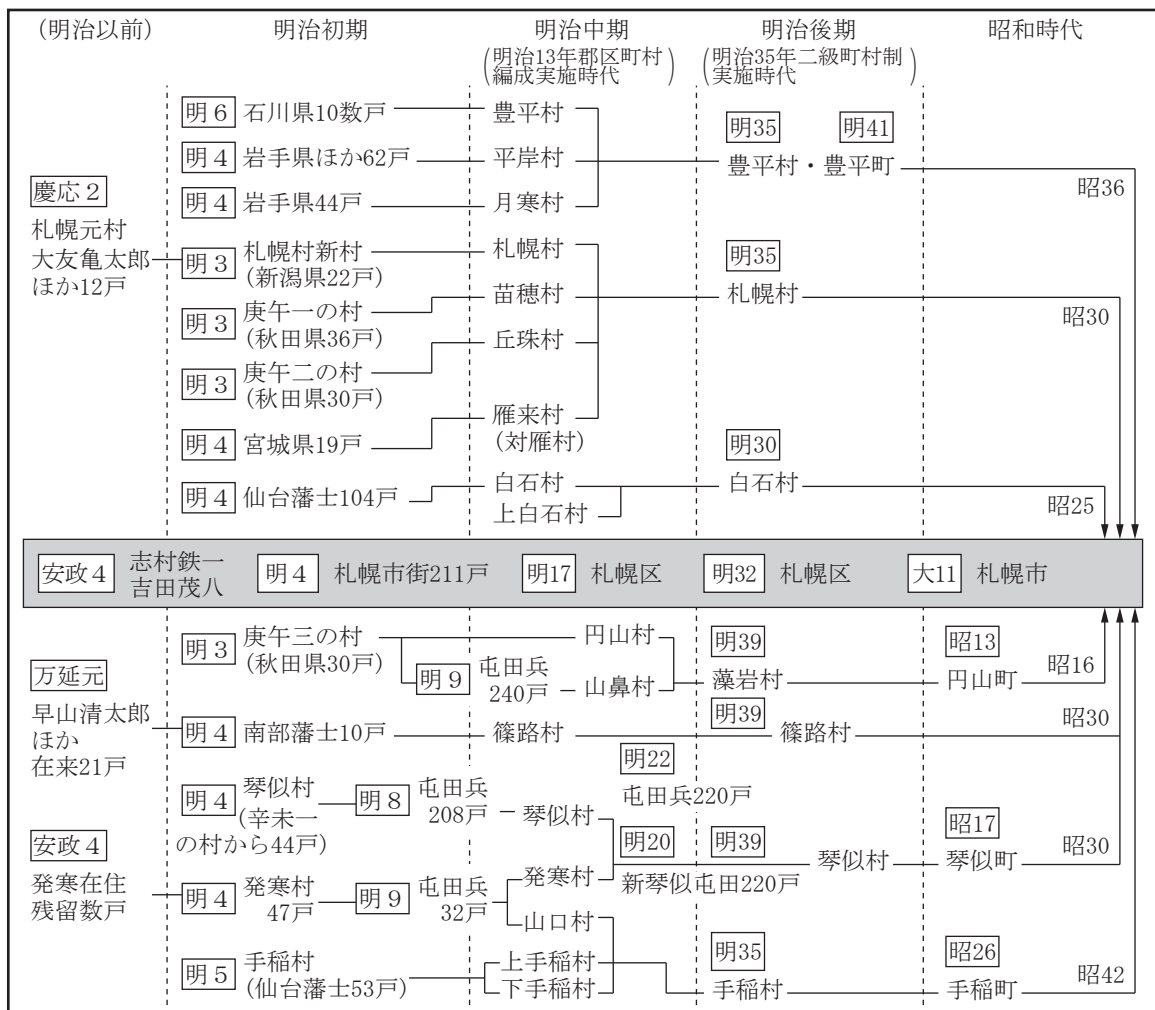 （明治以前）
明治初期
明治中期
（明治13年郡区町村
編成実施時代）
明治後期
（明治35年二級町村制
実施時代）
昭和時代
明6 石川県10数戸
豊平村
明35
明41
明4 岩手県ほか62戸
平岸村
豊平村・豊平町
昭36
慶応2
明4 岩手県44戸
月寒村
札幌元村
大友亀太郎
ほか12戸
明3 札幌村新村
（新潟県22戸）
札幌村
明35
明3 庚午一の村
（秋田県36戸）
苗穂村
札幌村
昭30
明3 庚午二の村
（秋田県30戸）
丘珠村
明4 宮城県19戸
雁来村
（対雁村）
明30
明4 仙台藩士104戸
白石村
上白石村
白石村
昭25
安政4
志村鉄一
吉田茂八
明4 札幌市街211戸
明17 札幌区
明32 札幌区
大11 札幌市
明3 庚午三の村
（秋田県30戸）
円山村
明39
昭13
明9 屯田兵
240戸
山鼻村
藻岩村
円山町
昭16
万延元
早山清太郎
ほか
在来21戸
明4 南部藩士10戸
篠路村
明39
篠路村
昭30
明22
屯田兵220戸
明4 琴似村
（辛未一
の村から44戸）
明8 屯田兵
208戸
琴似村
明20
明39
琴似村
昭17
琴似町
昭30
新琴似屯田220戸
安政4
発寒在住
残留数戸
明4 発寒村
47戸
明9 屯田兵
32戸
発寒村
山口村
明5 手稲村
（仙台藩士53戸）
上手稲村
下手稲村
明35
手稲村
昭26
手稲町
昭42